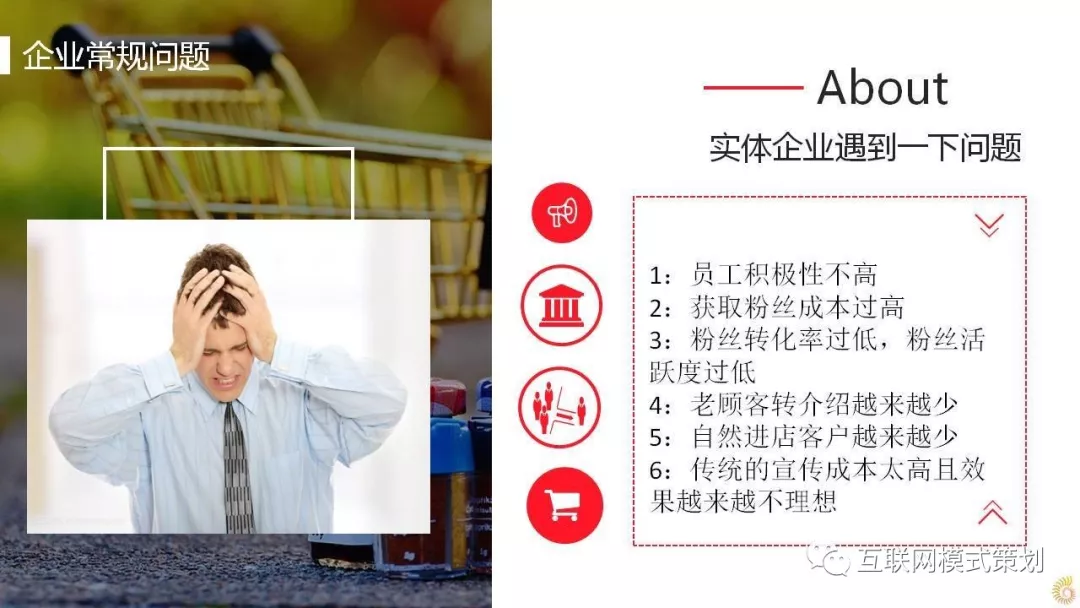 企业常规问题
About
实体企业遇到一下问题
1：员工积极性不高
2：获取粉丝成本过高
3：粉丝转化率过低，粉丝活
跃度过低
4：老顾客转介绍越来越少
5：自然进店客户越来越少
6：传统的宣传成本太高且效
果越来越不理想
互联网模式策划